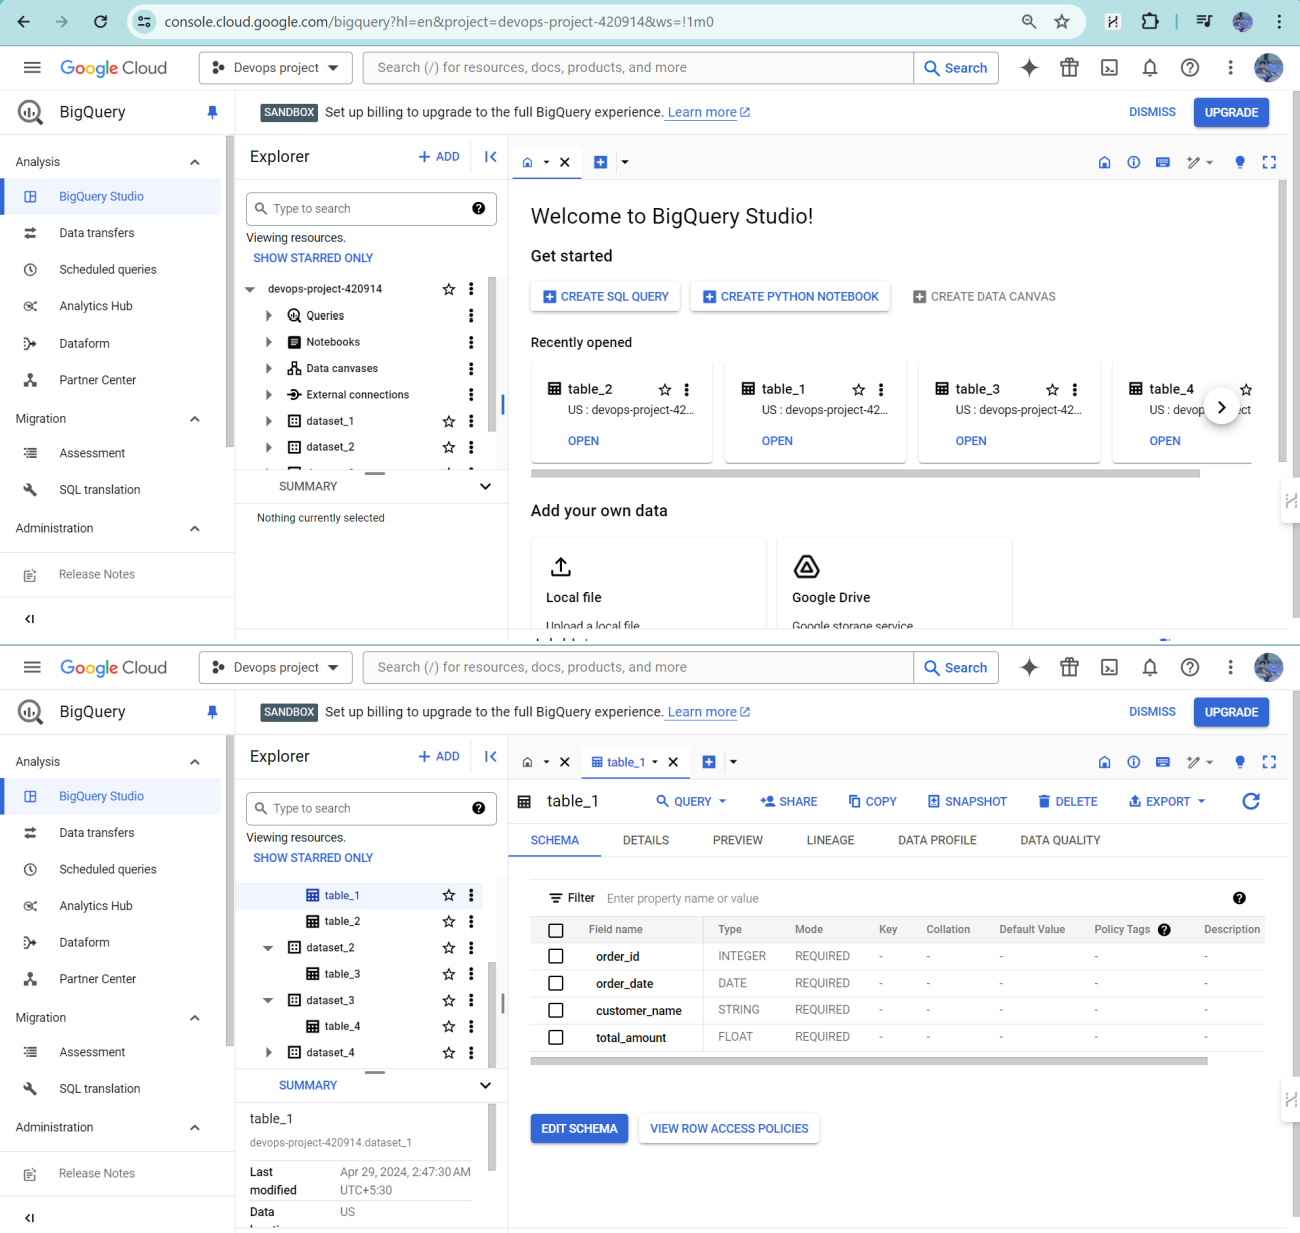 console.cloud.google.com/bigquery?hl=en&project=devops-project-420914&ws=!1m0
Google Cloud
Devops project
Search (/) for resources, docs, products, and more
Search
BigQuery
SANDBOX Set up billing to upgrade to the full BigQuery experience. Learn more
DISMISS
UPGRADE
Analysis
BigQuery Studio
Data transfers
Scheduled queries
Analytics Hub
Dataform
Partner Center
Migration
Assessment
SQL translation
Administration
Release Notes
Explorer
+ ADD
Type to search
Viewing resources.
SHOW STARRED ONLY
devops-project-420914
Queries
Notebooks
Data canvases
External connections
dataset_1
dataset_2
SUMMARY
Nothing currently selected
Welcome to BigQuery Studio!
Get started
CREATE SQL QUERY
CREATE PYTHON NOTEBOOK
CREATE DATA CANVAS
Recently opened
table_2
US : devops-project-42...
OPEN
table_1
US : devops-project-42...
OPEN
table_3
US : devops-project-42...
OPEN
table_4
US : devop ect
OPEN
Add your own data
Local file
Upload a local file
Google Drive
Google storage service
Google Cloud
Devops project
Search (/) for resources, docs, products, and more
Search
BigQuery
SANDBOX Set up billing to upgrade to the full BigQuery experience. Learn more
DISMISS
UPGRADE
Analysis
BigQuery Studio
Data transfers
Scheduled queries
Analytics Hub
Dataform
Partner Center
Migration
Assessment
SQL translation
Administration
Release Notes
Explorer
+ ADD
Type to search
Viewing resources.
SHOW STARRED ONLY
table_1
table_2
dataset_2
table_3
dataset_3
table_4
dataset_4
SUMMARY
table_1
devops-project-420914.dataset_1
Last modified Apr 29, 2024, 2:47:30 AM UTC+5:30
Data US
table_1
table_1
QUERY
SHARE
COPY
SNAPSHOT
DELETE
EXPORT
SCHEMA DETAILS PREVIEW LINEAGE DATA PROFILE DATA QUALITY
Filter Enter property name or value
Field name Type Mode Key Collation Default Value Policy Tags Description
order_id INTEGER REQUIRED - - - - -
order_date DATE REQUIRED - - - - -
customer_name STRING REQUIRED - - - - -
total_amount FLOAT REQUIRED - - - - -
EDIT SCHEMA
VIEW ROW ACCESS POLICIES